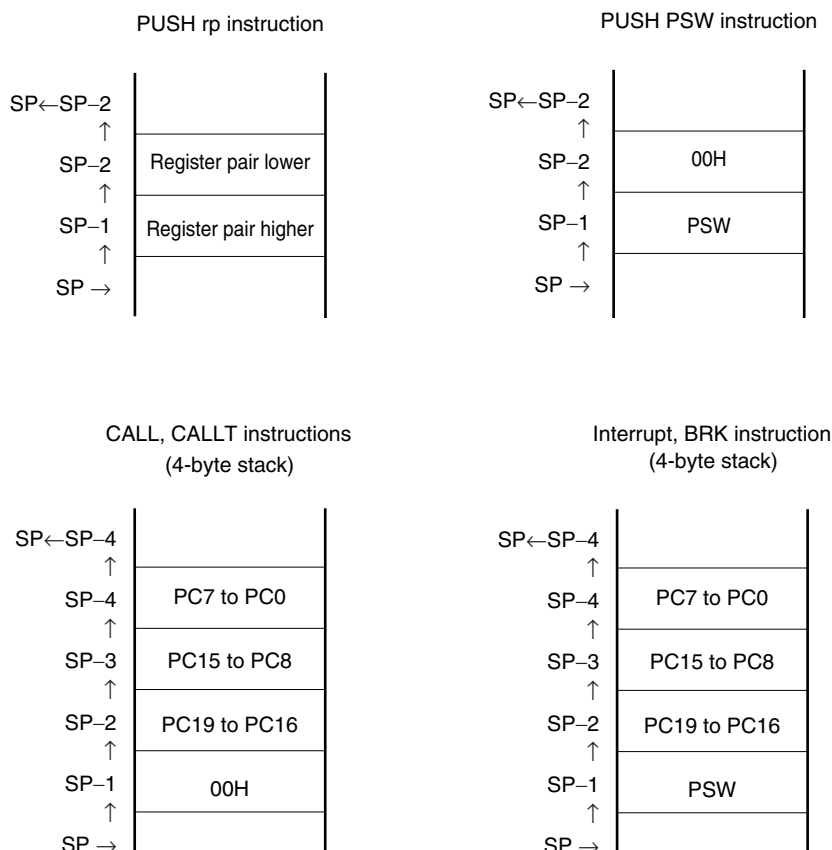 PUSH rp instruction
SP←SP–2
↑
SP–2
Register pair lower
↑
SP–1
Register pair higher
↑
SP →
PUSH PSW instruction
SP←SP–2
↑
SP–2
00H
↑
SP–1
PSW
↑
SP →
CALL, CALLT instructions
(4-byte stack)
SP←SP–4
↑
SP–4
PC7 to PC0
↑
SP–3
PC15 to PC8
↑
SP–2
PC19 to PC16
↑
SP–1
00H
↑
SP →
Interrupt, BRK instruction
(4-byte stack)
SP←SP–4
↑
SP–4
PC7 to PC0
↑
SP–3
PC15 to PC8
↑
SP–2
PC19 to PC16
↑
SP–1
PSW
↑
SP →